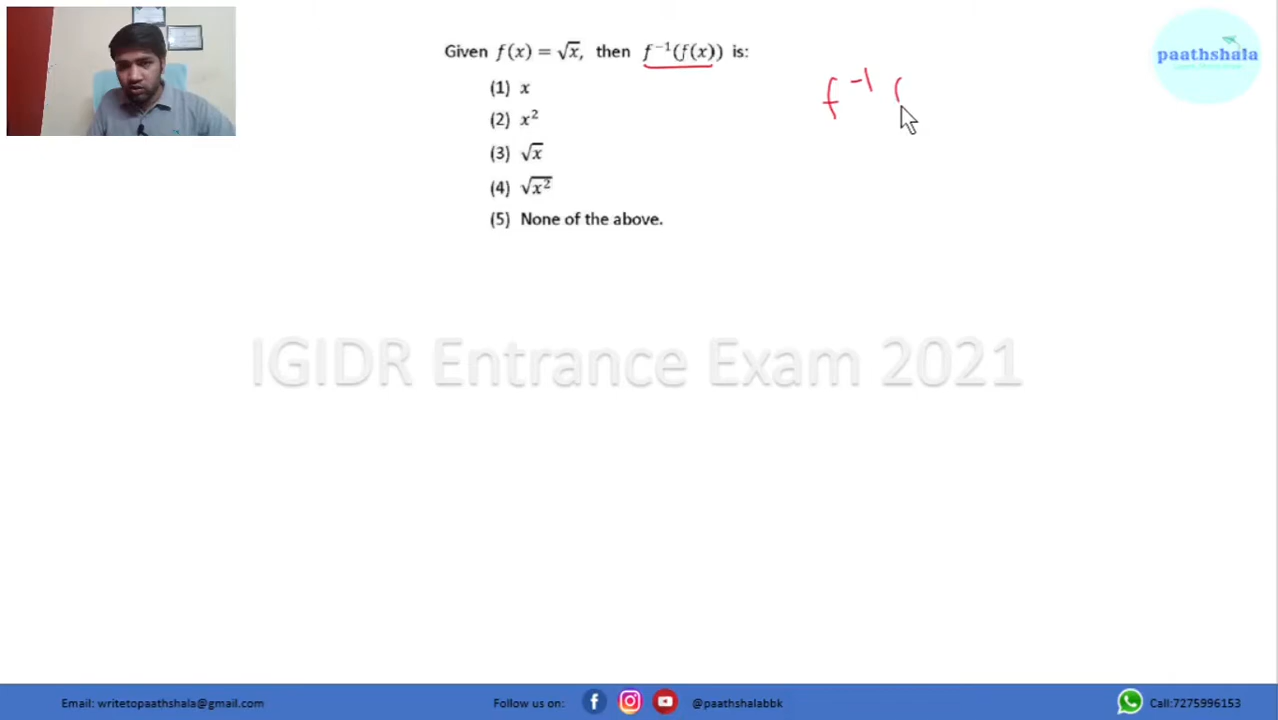 Given f(x) = √x, then f⁻¹(f(x)) is:
(1) x
(2) x²
(3) √x
(4) √x²
(5) None of the above.
f⁻¹ (
paathshala
IGIDR Entrance Exam 2021
Email: writetopaathshala@gmail.com
Follow us on:
@paathshalabbk
Call:7275996153